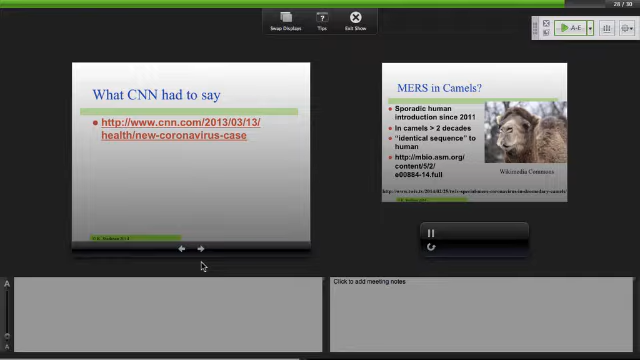 28 / 30
Swap Displays
Tips
Exit Show
A-E
What CNN had to say
http://www.cnn.com/2013/03/13/
health/new-coronavirus-case
MERS in Camels?
Sporadic human
introduction since 2011
In camels > 2 decades
“identical sequence” to
human
http://mbio.asm.org/
content/5/2/
e00884-14.full
Wikimedia Commons
A
Click to add meeting notes
A